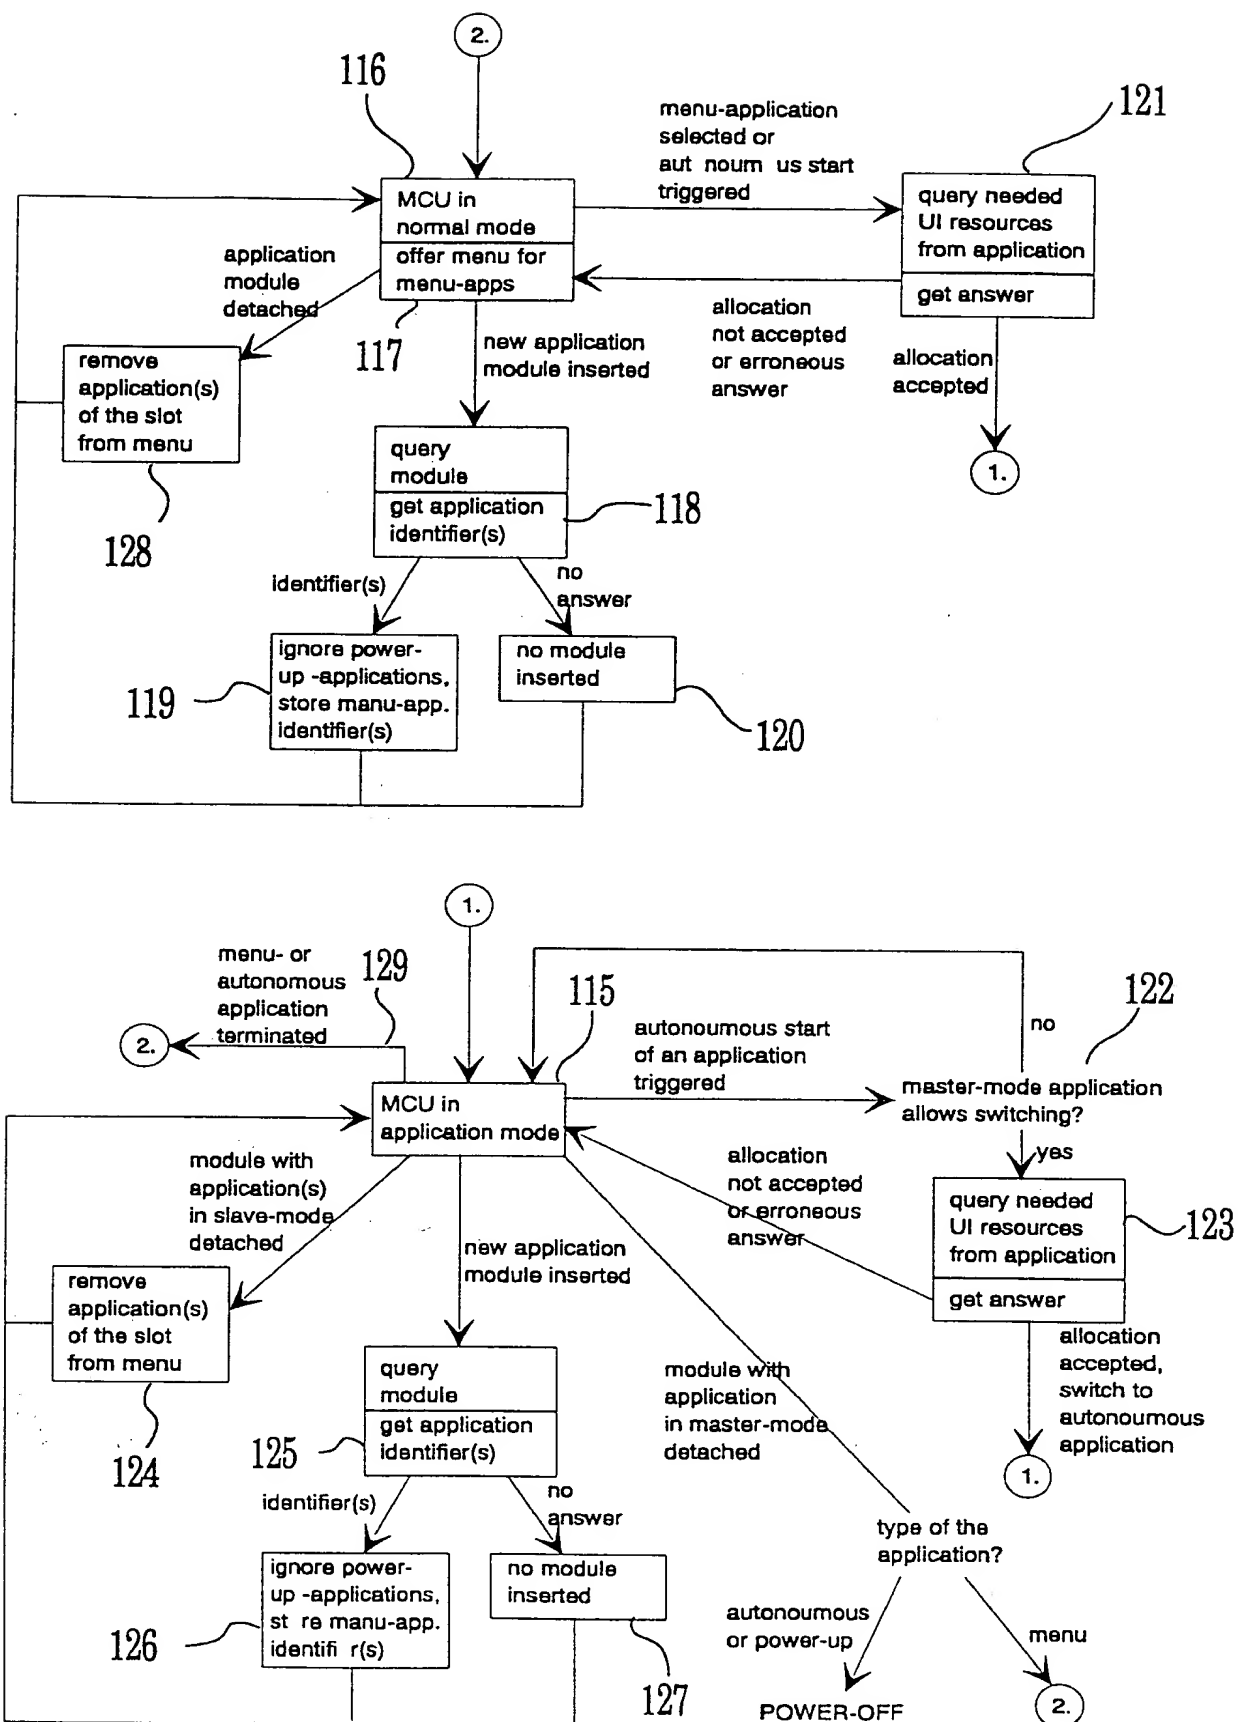 2.
116
menu-application
selected or
aut noum us start
triggered
121
MCU in
normal mode
offer menu for
menu-apps
query needed
UI resources
from application
get answer
application
module
detached
117
new application
module inserted
allocation
not accepted
or erroneous
answer
allocation
accepted
1.
remove
application(s)
of the slot
from menu
128
query
module
get application
identifier(s)
118
identifier(s)
no
answer
ignore power-
up -applications,
store manu-app.
identifier(s)
119
no module
inserted
120
1.
menu- or
autonomous
application
terminated
129
2.
115
autonoumous start
of an application
triggered
no
122
master-mode application
allows switching?
yes
MCU in
application mode
module with
application(s)
in slave-mode
detached
new application
module inserted
allocation
not accepted
or erroneous
answer
query needed
UI resources
from application
get answer
123
remove
application(s)
of the slot
from menu
124
query
module
get application
identifier(s)
125
module with
application
in master-mode
detached
allocation
accepted,
switch to
autonoumous
application
1.
identifier(s)
no
answer
type of the
application?
ignore power-
up -applications,
st re manu-app.
identifi r(s)
126
no module
inserted
127
autonoumous
or power-up
menu
POWER-OFF
2.